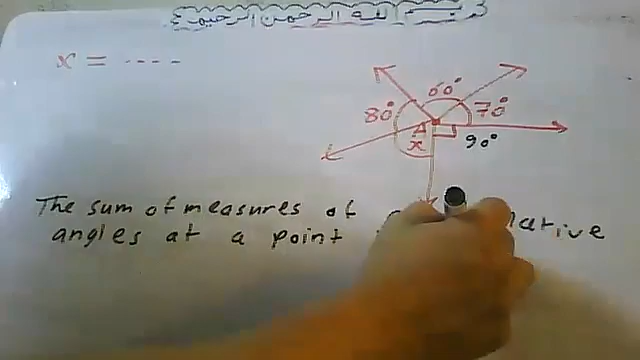 بسم الله الرحمن الرحيم
x = ----
60°
80°
70°
x
90°
The sum of measures of
angles at a point